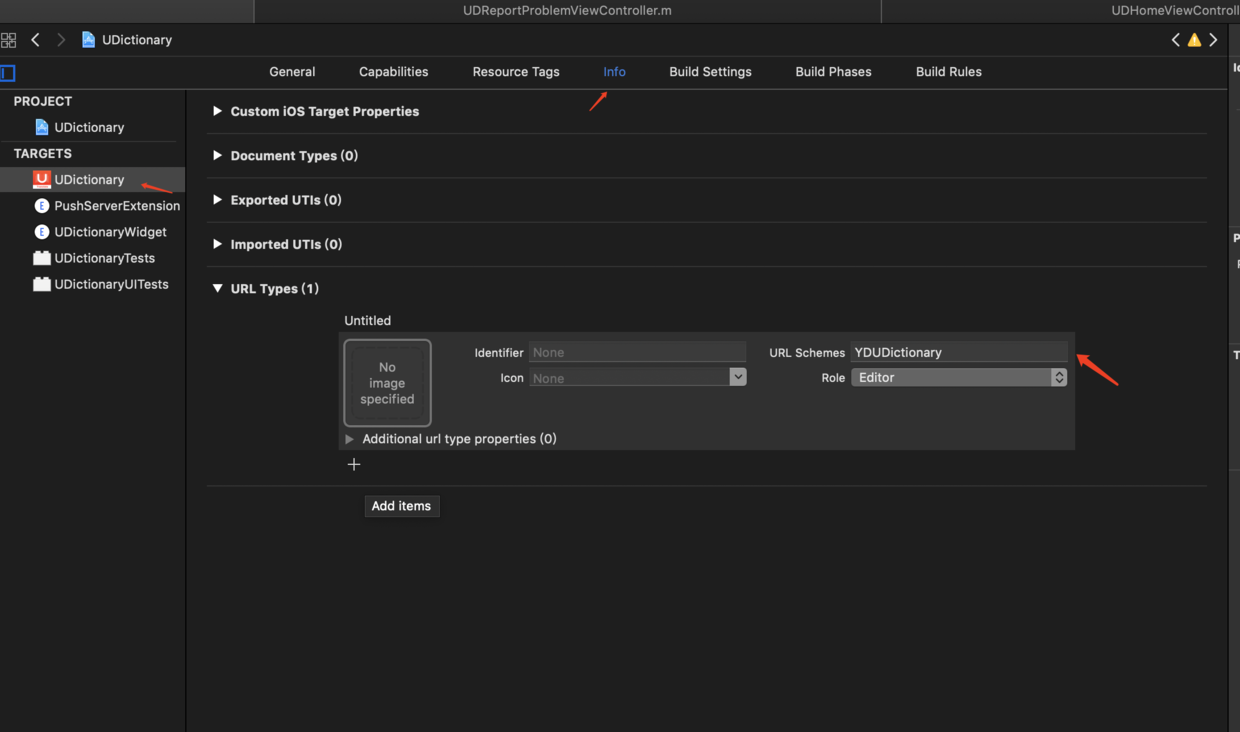 UDReportProblemViewController.m
UDHomeViewControll
UDictionary
General
Capabilities
Resource Tags
Info
Build Settings
Build Phases
Build Rules
PROJECT
UDictionary
TARGETS
UDictionary
PushServerExtension
UDictionaryWidget
UDictionaryTests
UDictionaryUITests
Custom iOS Target Properties
Document Types (0)
Exported UTIs (0)
Imported UTIs (0)
URL Types (1)
Untitled
No
image
specified
Identifier
None
URL Schemes
YDUDictionary
Icon
None
Role
Editor
Additional url type properties (0)
Add items